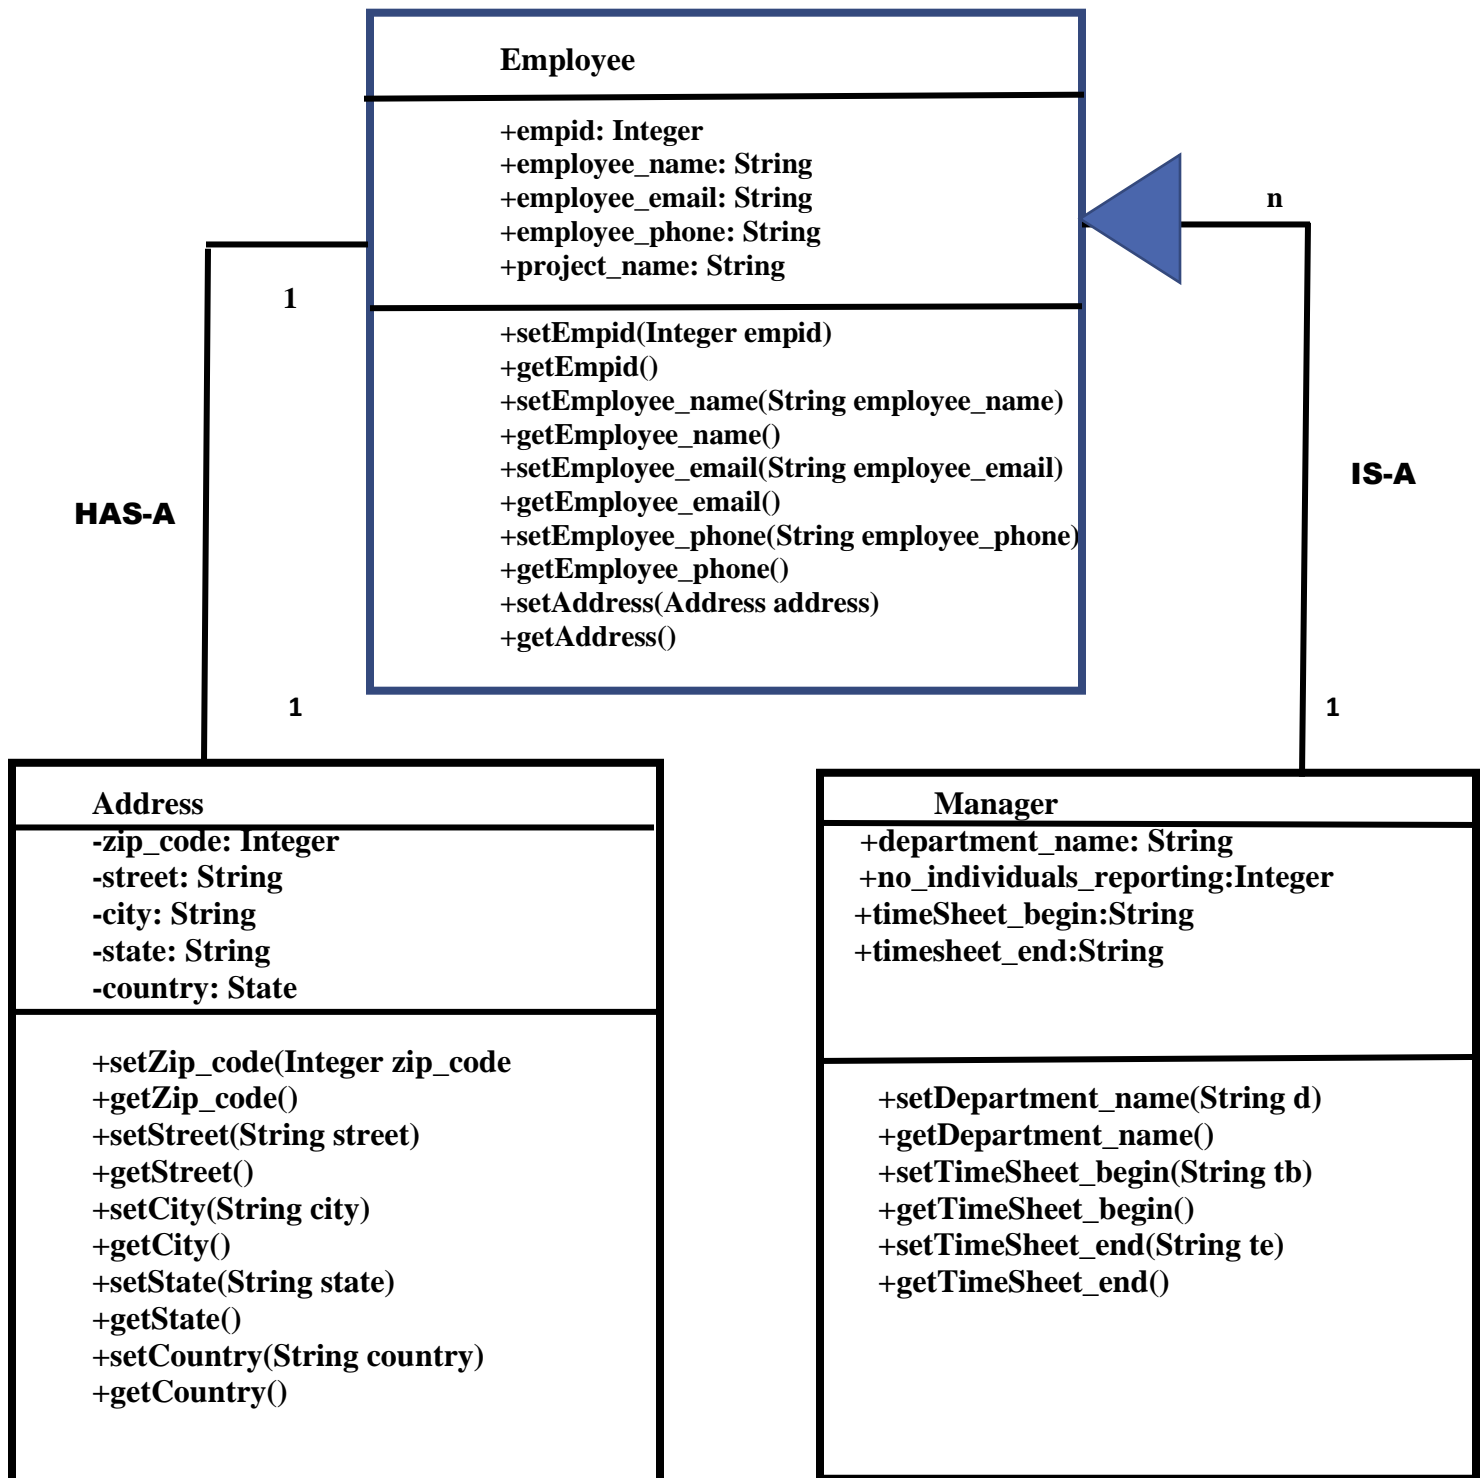 Employee
+empid: Integer
+employee_name: String
+employee_email: String
+employee_phone: String
+project_name: String
+setEmpid(Integer empid)
+getEmpid()
+setEmployee_name(String employee_name)
+getEmployee_name()
+setEmployee_email(String employee_email)
+getEmployee_email()
+setEmployee_phone(String employee_phone)
+getEmployee_phone()
+setAddress(Address address)
+getAddress()
1
HAS-A
1
n
IS-A
1
Address
-zip_code: Integer
-street: String
-city: String
-state: String
-country: State
+setZip_code(Integer zip_code
+getZip_code()
+setStreet(String street)
+getStreet()
+setCity(String city)
+getCity()
+setState(String state)
+getState()
+setCountry(String country)
+getCountry()
Manager
+department_name: String
+no_individuals_reporting:Integer
+timeSheet_begin:String
+timesheet_end:String
+setDepartment_name(String d)
+getDepartment_name()
+setTimeSheet_begin(String tb)
+getTimeSheet_begin()
+setTimeSheet_end(String te)
+getTimeSheet_end()